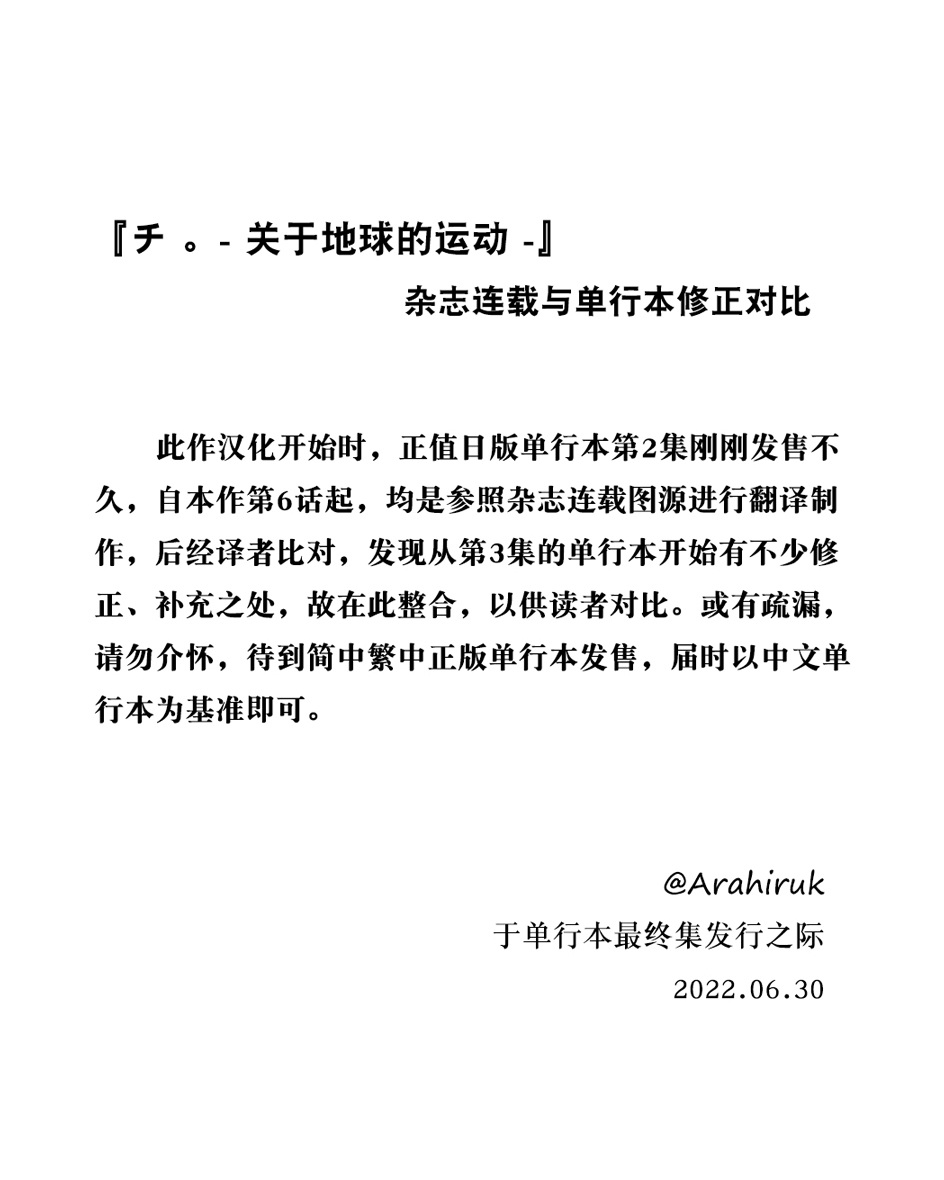 『チ 。- 关于地球的运动 -』
杂志连载与单行本修正对比
此作汉化开始时，正值日版单行本第2集刚刚发售不
久，自本作第6话起，均是参照杂志连载图源进行翻译制
作，后经译者比对，发现从第3集的单行本开始有不少修
正、补充之处，故在此整合，以供读者对比。或有疏漏，
请勿介怀，待到简中繁中正版单行本发售，届时以中文单
行本为基准即可。
@Arahiruk
于单行本最终集发行之际
2022.06.30